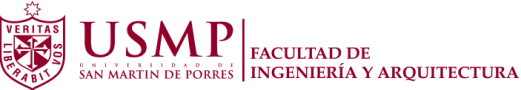 VERITAS
LIBERABIT VOS
USMP
UNIVERSIDAD DE
SAN MARTIN DE PORRES
FACULTAD DE
INGENIERÍA Y ARQUITECTURA